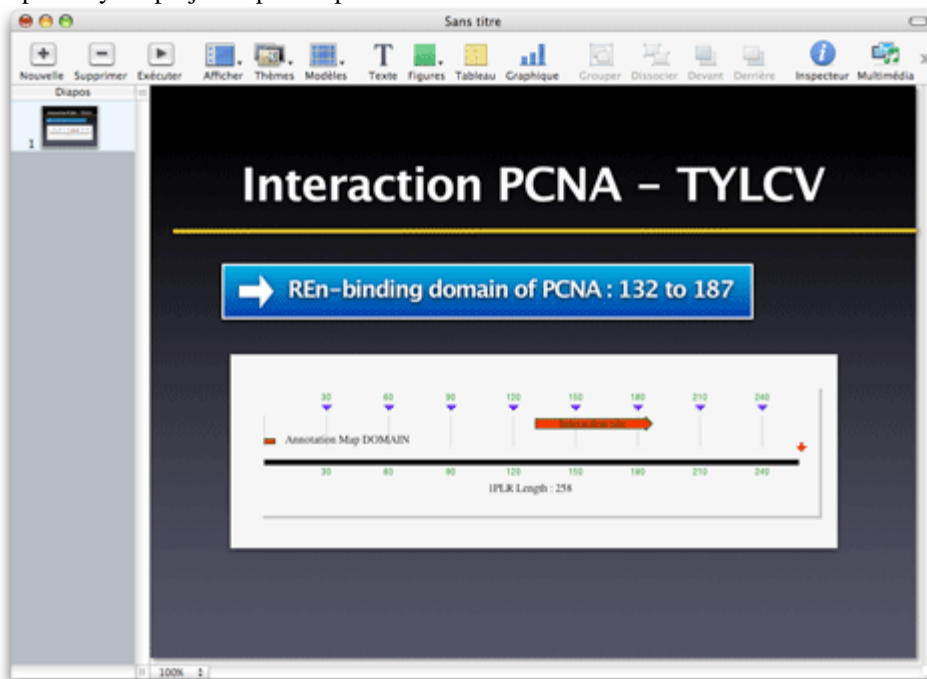 Sans titre
Nouvelle Supprimer Exécuter Afficher Thèmes Modèles Texte Figures Tableau Graphique Grouper Dissocier Devant Derrière Inspecteur Multimédia
Diapos
1
Interaction PCNA – TYLCV
REn-binding domain of PCNA : 132 to 187
30 60 90 120 150 180 210 240
Interaction site
Annotation Map DOMAIN
30 60 90 120 150 180 210 240
1PLR Length : 258
100%